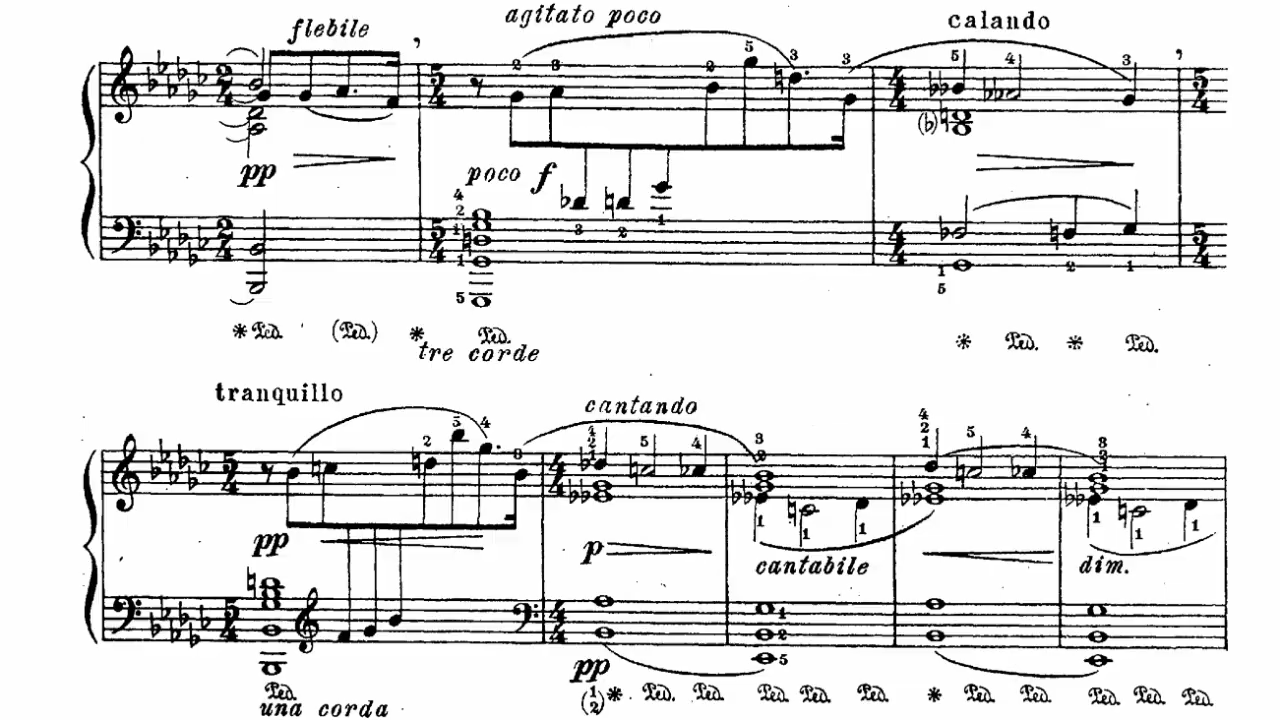 flebile
agitato poco
calando
pp
poco f
Ped. (Ped.) Ped. Ped. Ped.
tre corde
tranquillo
cantando
pp
p
cantabile
dim.
pp
Ped. Ped. Ped. Ped. Ped. Ped. Ped. Ped. Ped. Ped. Ped.
una corda